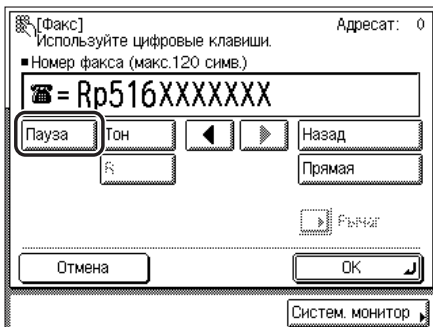 [Факс]
Адресат: 0
Используйте цифровые клавиши.
■Номер факса (макс.120 симв.)
☎= Rp516XXXXXXX
Пауза Тон ◀ ▶ Назад
R Прямая
Рычаг
Отмена OK
Систем. монитор